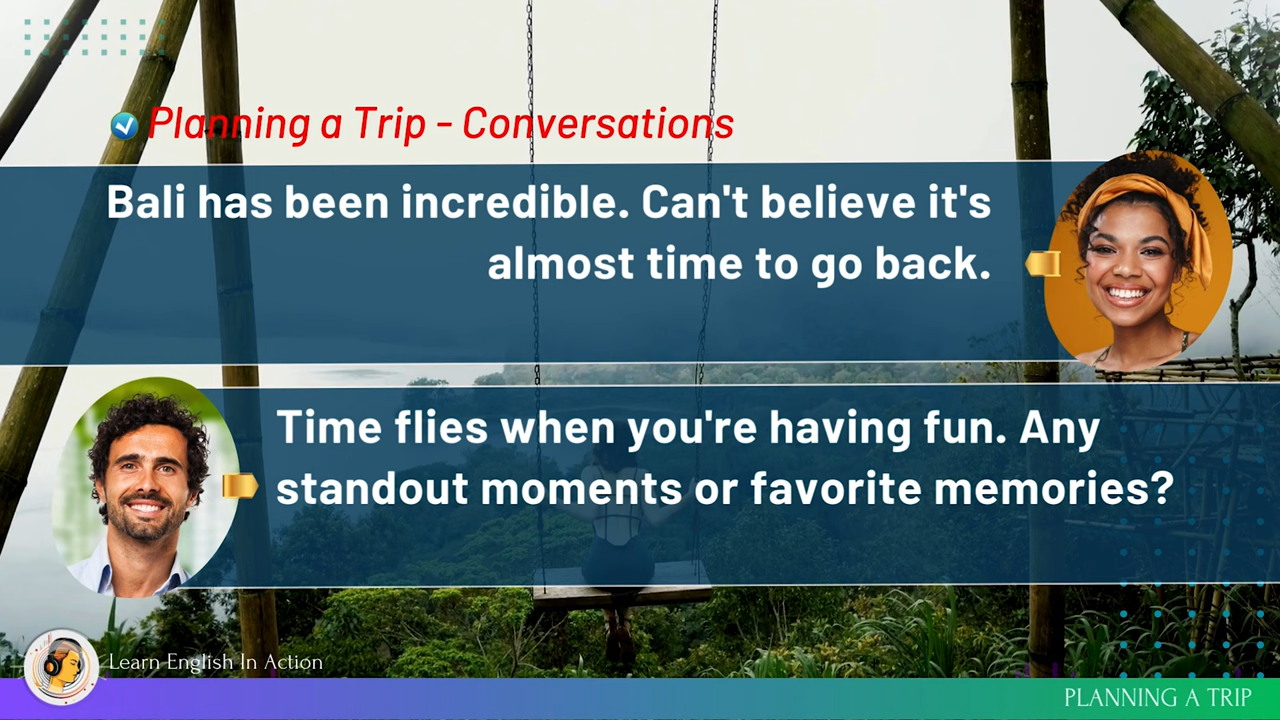 Planning a Trip - Conversations
Bali has been incredible. Can't believe it's
almost time to go back.
Time flies when you're having fun. Any
standout moments or favorite memories?
Learn English In Action
PLANNING A TRIP